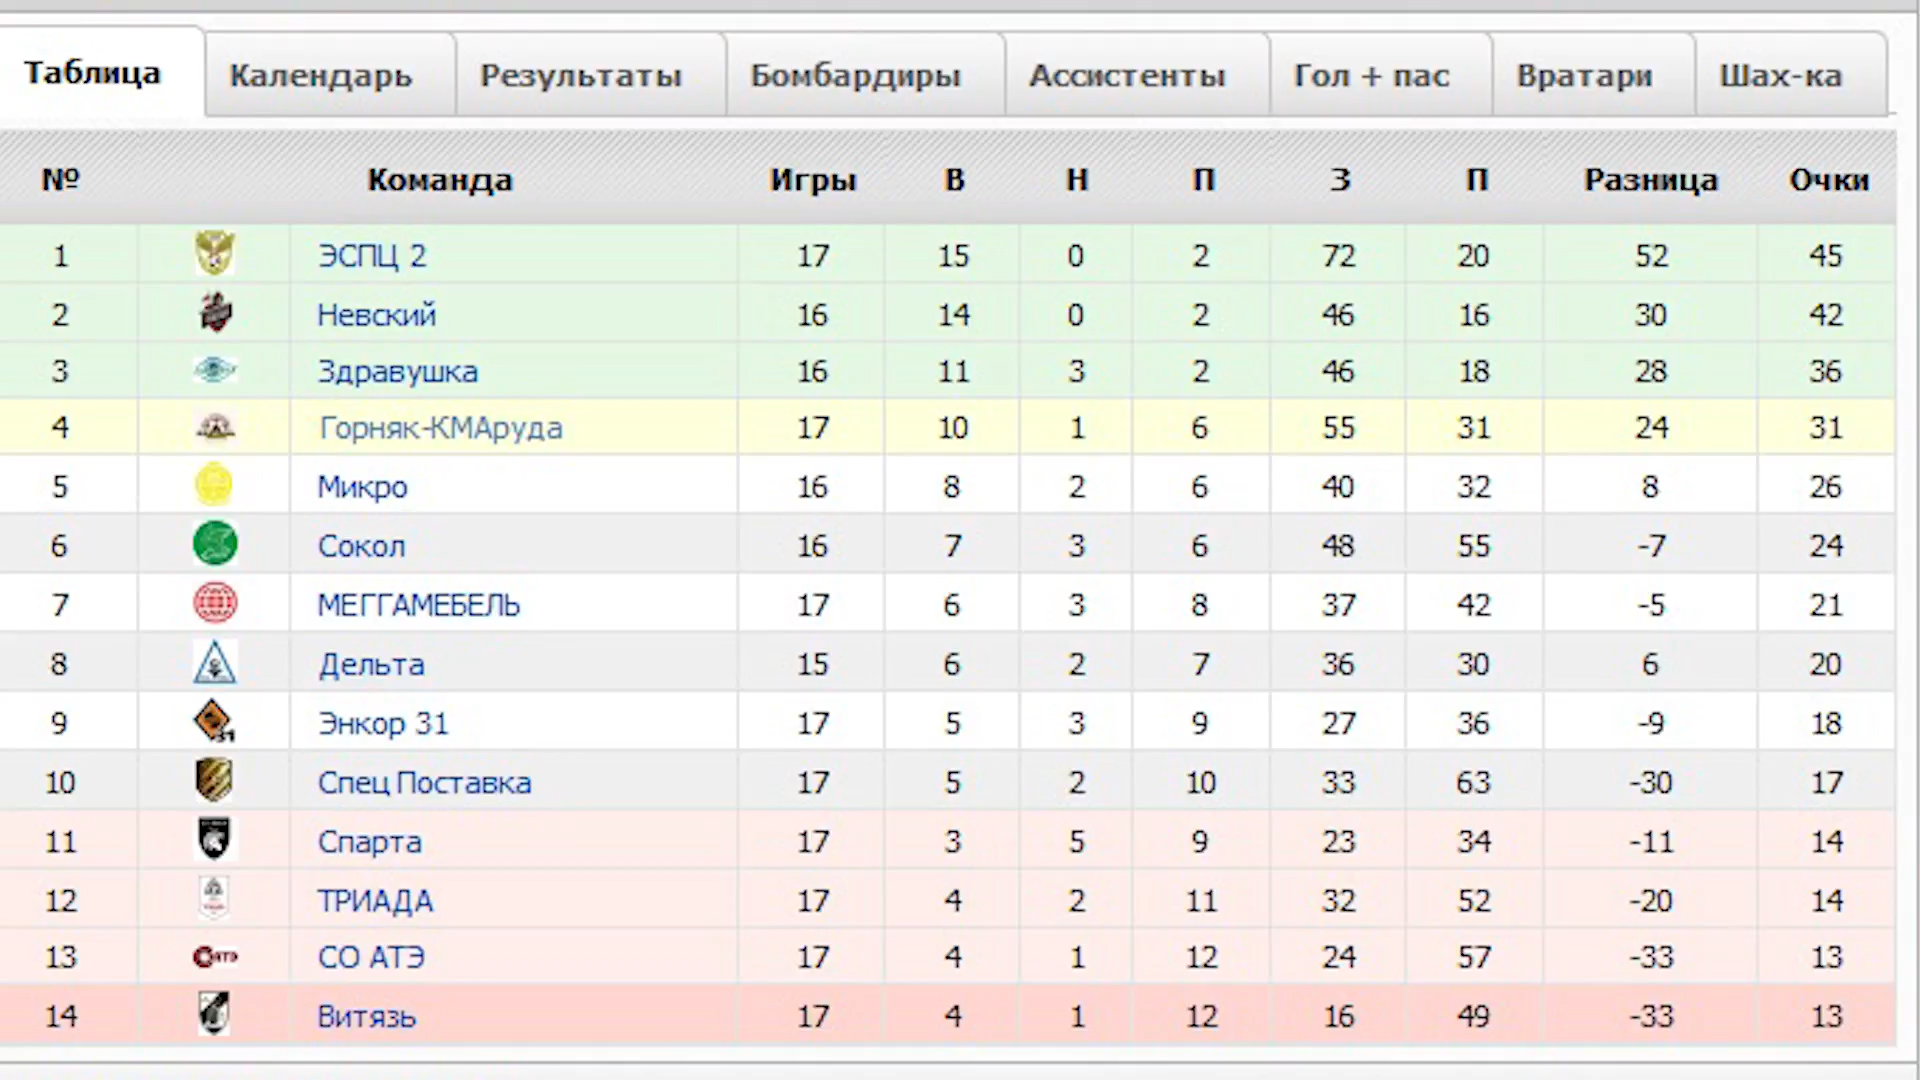 Таблица Календарь Результаты Бомбардиры Ассистенты Гол + пас Вратари Шах-ка
№ Команда Игры В Н П З П Разница Очки
1 ЭСПЦ 2 17 15 0 2 72 20 52 45
2 Невский 16 14 0 2 46 16 30 42
3 Здравушка 16 11 3 2 46 18 28 36
4 Горняк-КМАруда 17 10 1 6 55 31 24 31
5 Микро 16 8 2 6 40 32 8 26
6 Сокол 16 7 3 6 48 55 -7 24
7 МЕГГАМЕБЕЛЬ 17 6 3 8 37 42 -5 21
8 Дельта 15 6 2 7 36 30 6 20
9 31 Энкор 31 17 5 3 9 27 36 -9 18
10 Спец Поставка 17 5 2 10 33 63 -30 17
11 Спарта 17 3 5 9 23 34 -11 14
12 ТРИАДА 17 4 2 11 32 52 -20 14
13 СО АТЭ 17 4 1 12 24 57 -33 13
14 Витязь 17 4 1 12 16 49 -33 13